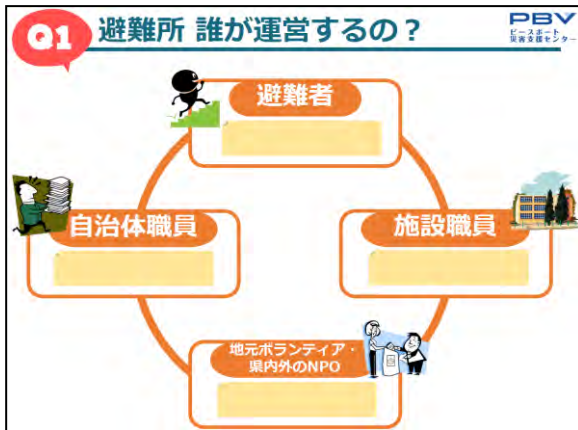 Q1
避難所 誰が運営するの？
PBV
ピースボート
災害支援センター
避難者
自治体職員
施設職員
地元ボランティア・
県内外のNPO